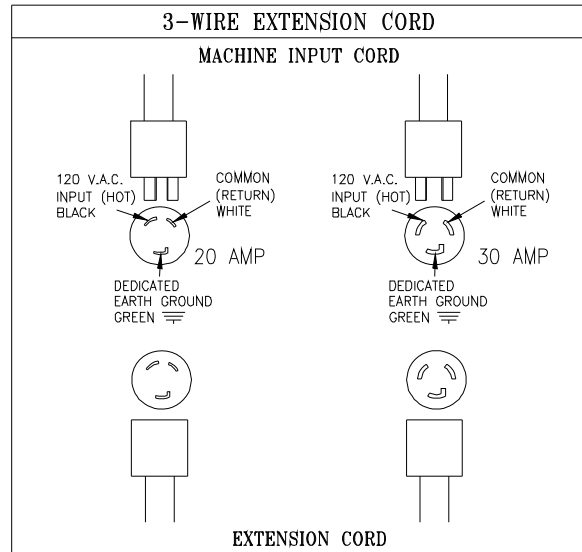 3-WIRE EXTENSION CORD
MACHINE INPUT CORD
120 V.A.C.
INPUT (HOT)
BLACK
COMMON
(RETURN)
WHITE
20 AMP
DEDICATED
EARTH GROUND
GREEN
120 V.A.C.
INPUT (HOT)
BLACK
COMMON
(RETURN)
WHITE
30 AMP
DEDICATED
EARTH GROUND
GREEN
EXTENSION CORD